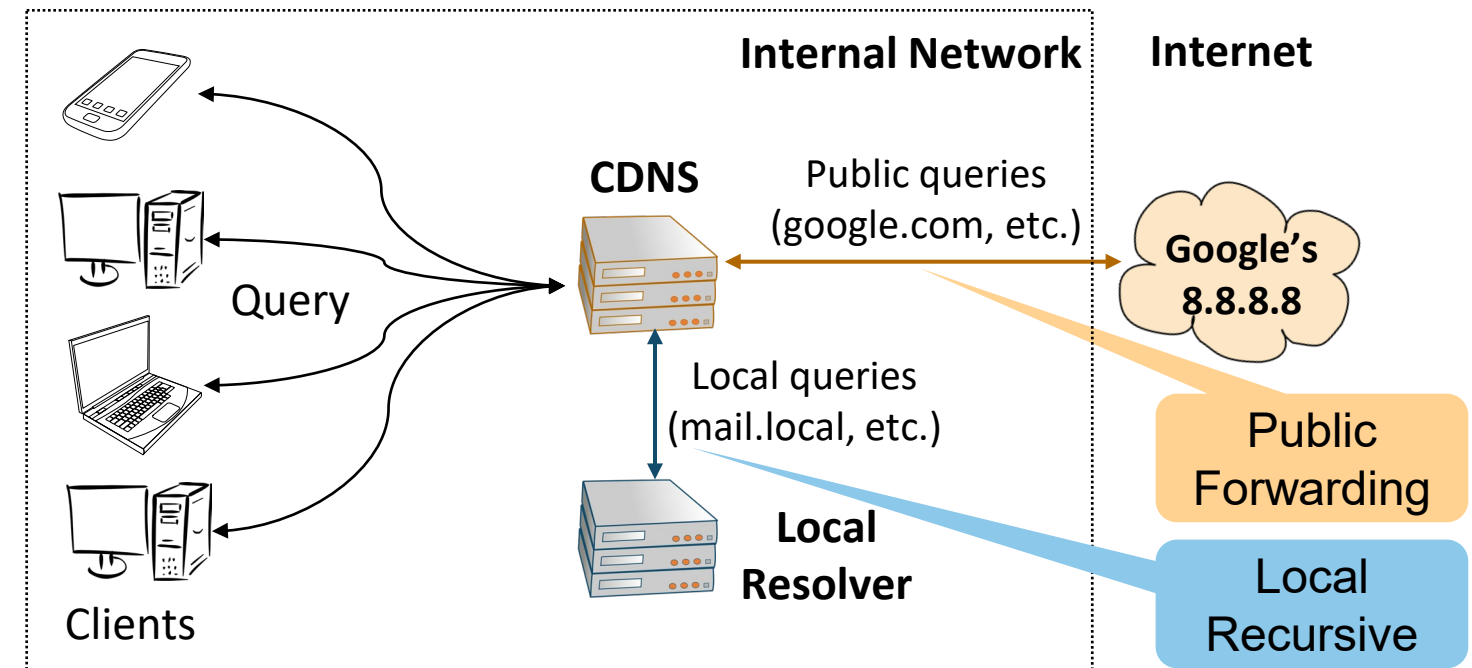 Internal Network
Internet
CDNS
Public queries
(google.com, etc.)
Google’s
8.8.8.8
Query
Local queries
(mail.local, etc.)
Public
Forwarding
Local
Resolver
Local
Recursive
Clients